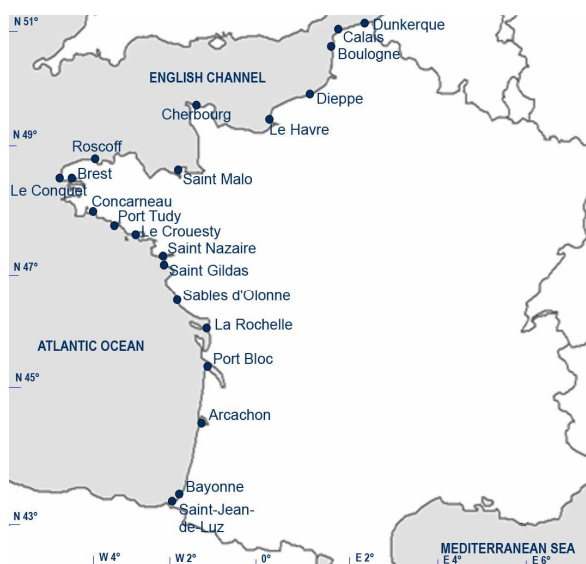 N 51°
Dunkerque
Calais
Boulogne
ENGLISH CHANNEL
Dieppe
Cherbourg
Le Havre
N 49°
Roscoff
Saint Malo
Brest
Le Conquet
Concarneau
Port Tudy
Le Crouesty
Saint Nazaire
Saint Gildas
N 47°
Sables d'Olonne
La Rochelle
ATLANTIC OCEAN
Port Bloc
N 45°
Arcachon
Bayonne
Saint-Jean-
de-Luz
N 43°
MEDITERRANEAN SEA
W 4°
W 2°
0°
E 2°
E 4°
E 6°